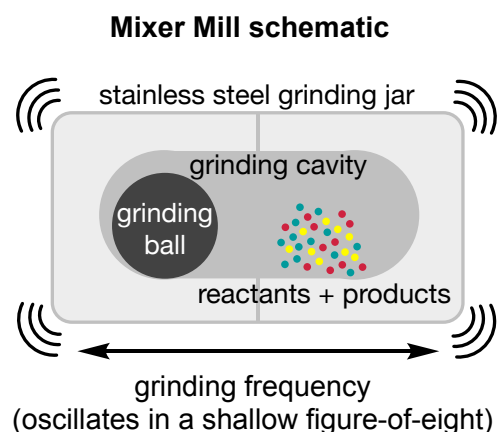 Mixer Mill schematic
stainless steel grinding jar
grinding cavity
grinding
ball
reactants + products
grinding frequency
(oscillates in a shallow figure-of-eight)